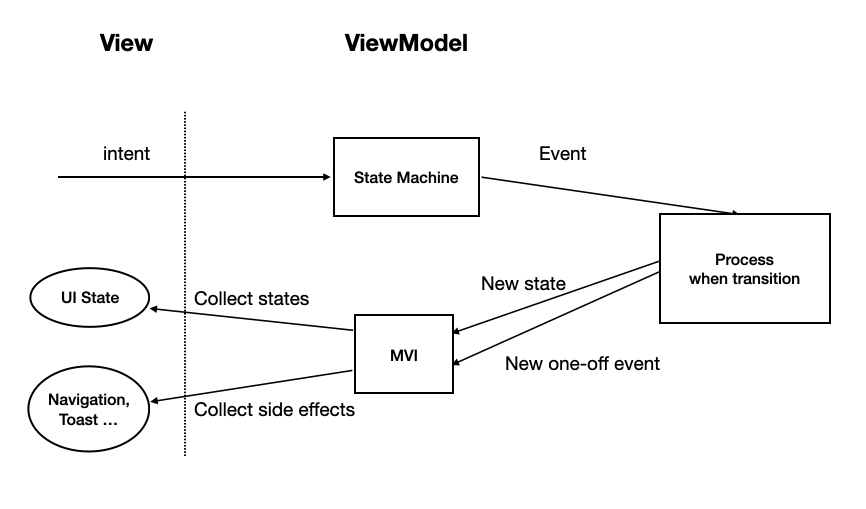 View
ViewModel
intent
State Machine
Event
Process
when transition
New state
New one-off event
MVI
Collect states
UI State
Collect side effects
Navigation,
Toast ...